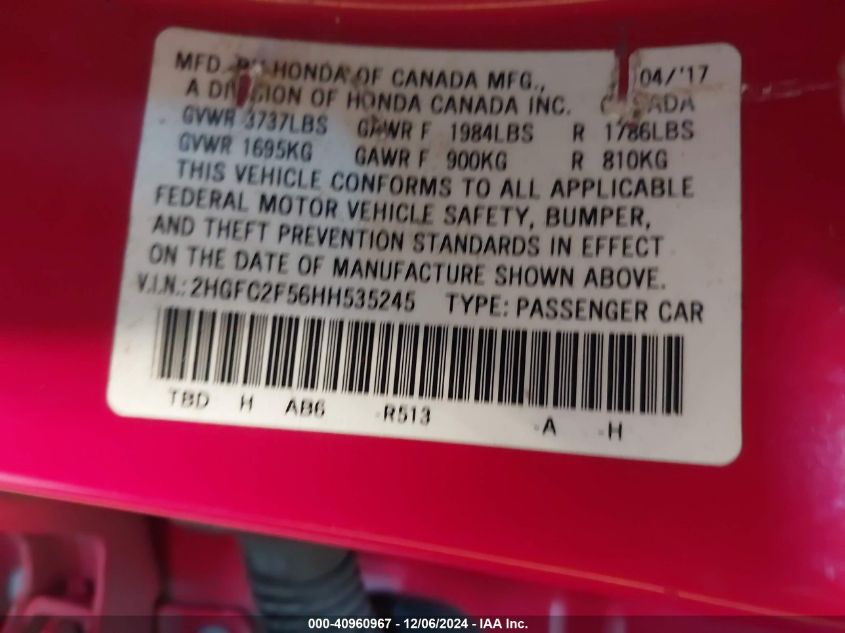 MFD. BY HONDA OF CANADA MFG., 04/'17
A DIVISION OF HONDA CANADA INC. CANADA
GVWR 3737LBS GAWR F 1984LBS R 1786LBS
GVWR 1695KG GAWR F 900KG R 810KG
THIS VEHICLE CONFORMS TO ALL APPLICABLE
FEDERAL MOTOR VEHICLE SAFETY, BUMPER,
AND THEFT PREVENTION STANDARDS IN EFFECT
ON THE DATE OF MANUFACTURE SHOWN ABOVE.
V.I.N.: 2HGFC2F56HH535245 TYPE: PASSENGER CAR
TBD H AB6 -R513 -A -H
000-40960967 - 12/06/2024 - IAA Inc.